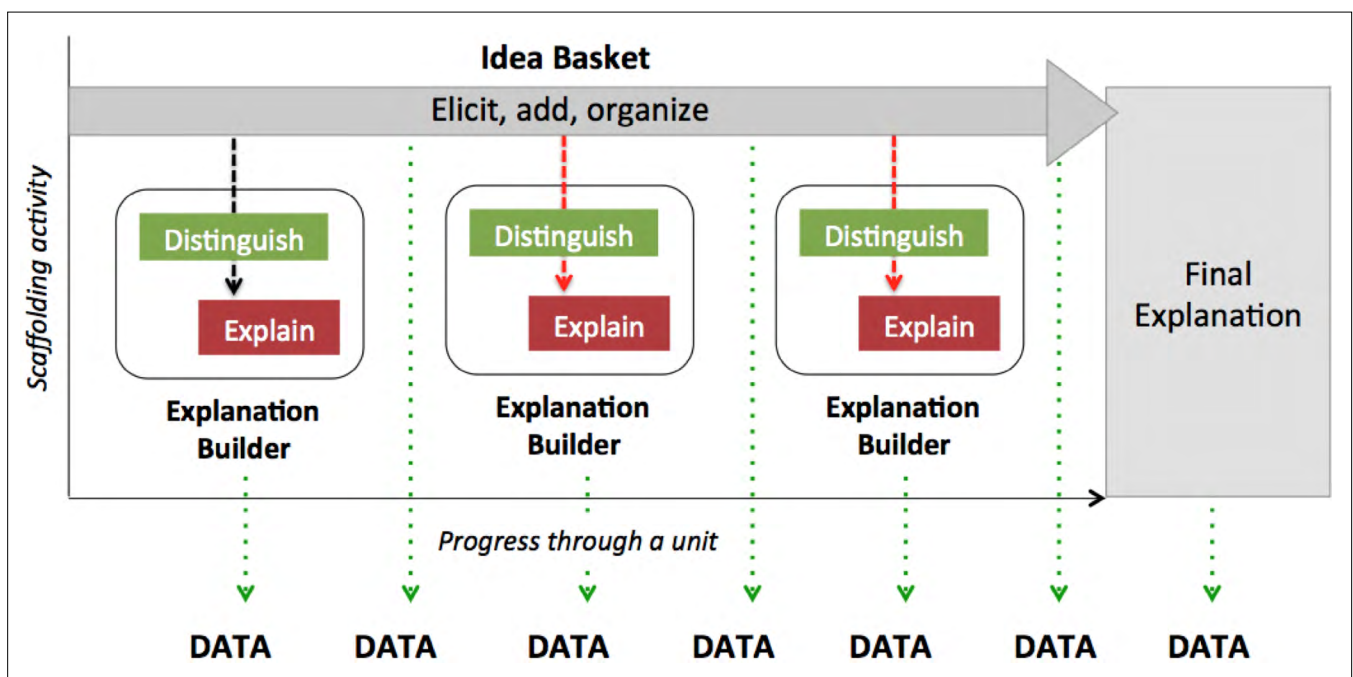 Idea Basket
Elicit, add, organize
Scaffolding activity
Distinguish
Explain
Explanation
Builder
Distinguish
Explain
Explanation
Builder
Distinguish
Explain
Explanation
Builder
Final
Explanation
Progress through a unit
DATA DATA DATA DATA DATA DATA DATA